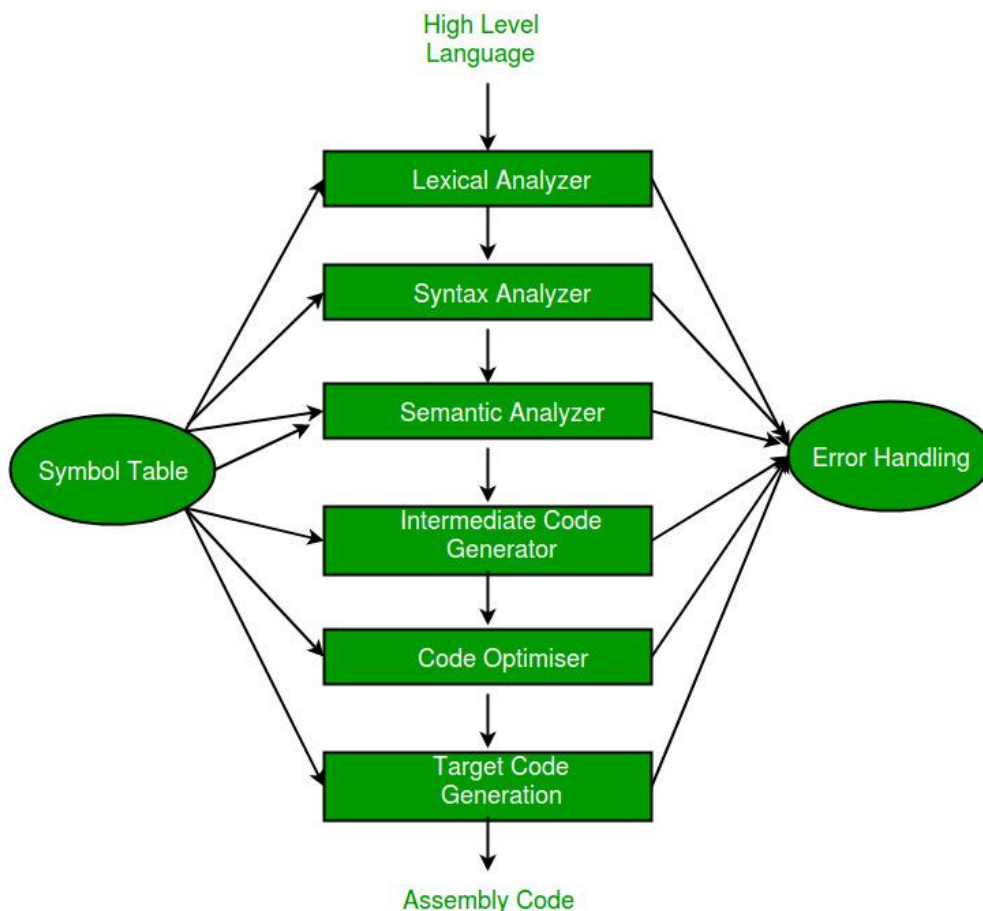 High Level
Language
Lexical Analyzer
Syntax Analyzer
Semantic Analyzer
Symbol Table
Error Handling
Intermediate Code
Generator
Code Optimiser
Target Code
Generation
Assembly Code